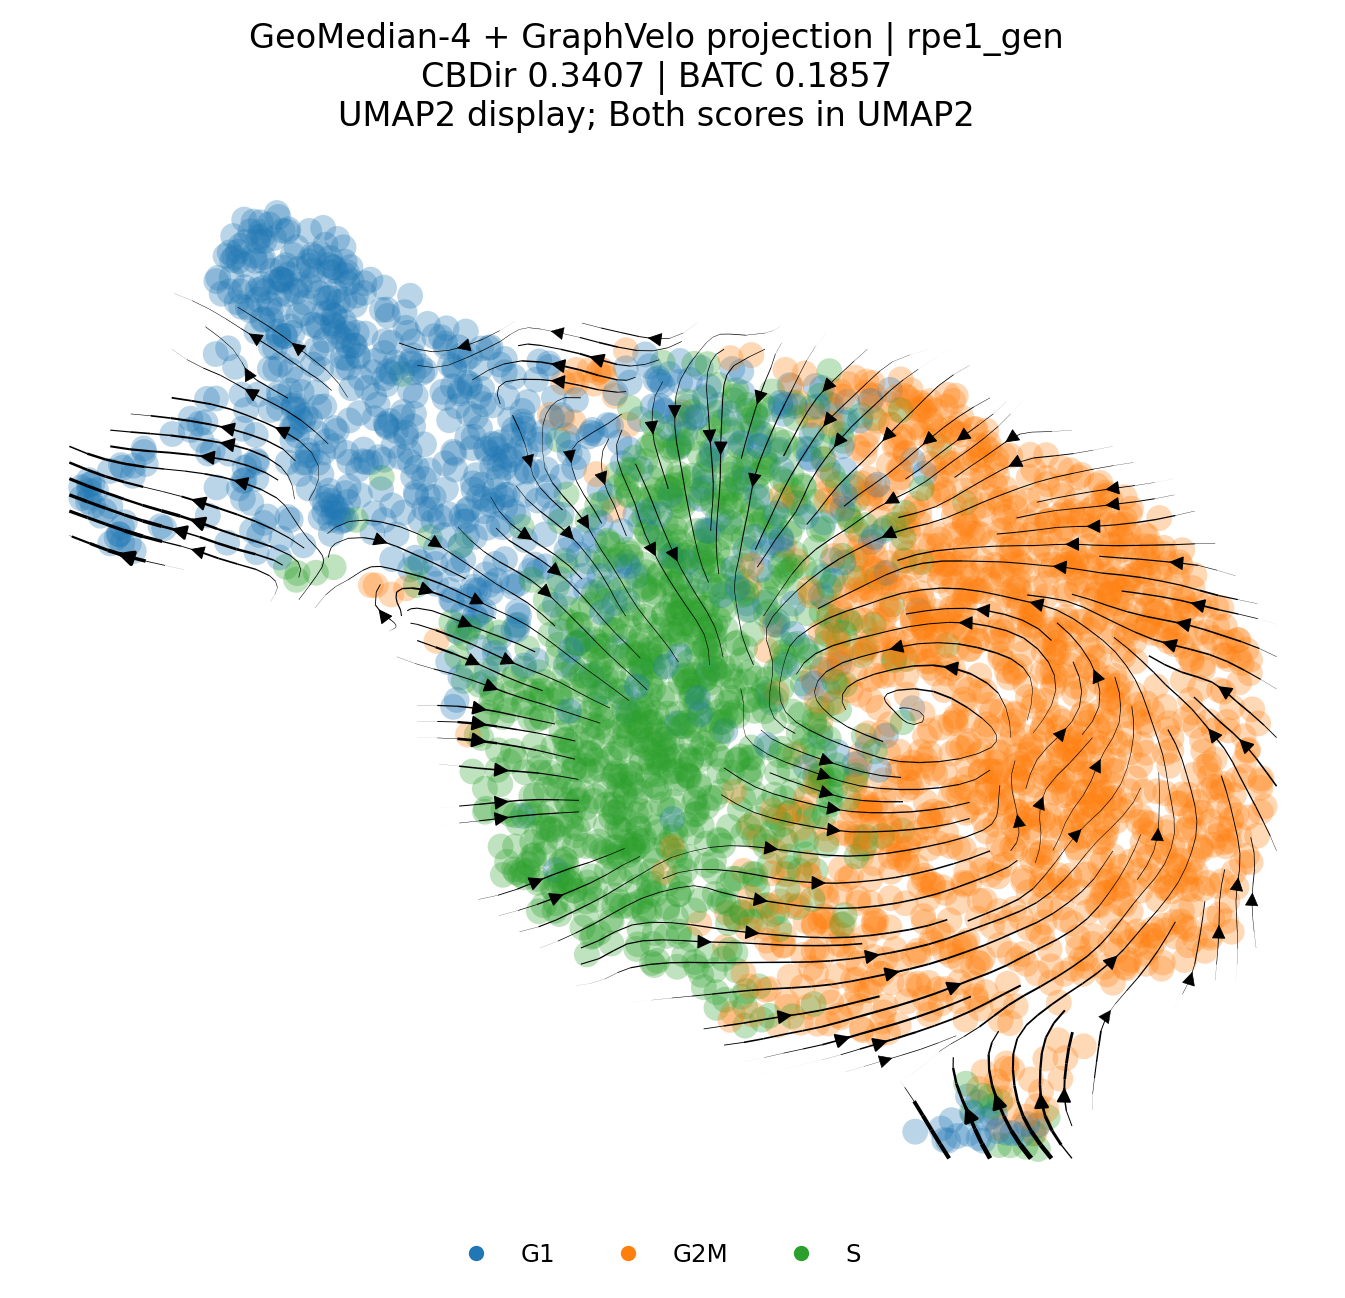 GeoMedian-4 + GraphVelo projection | rpe1_gen
CBDir 0.3407 | BATC 0.1857
UMAP2 display; Both scores in UMAP2
G1 G2M S